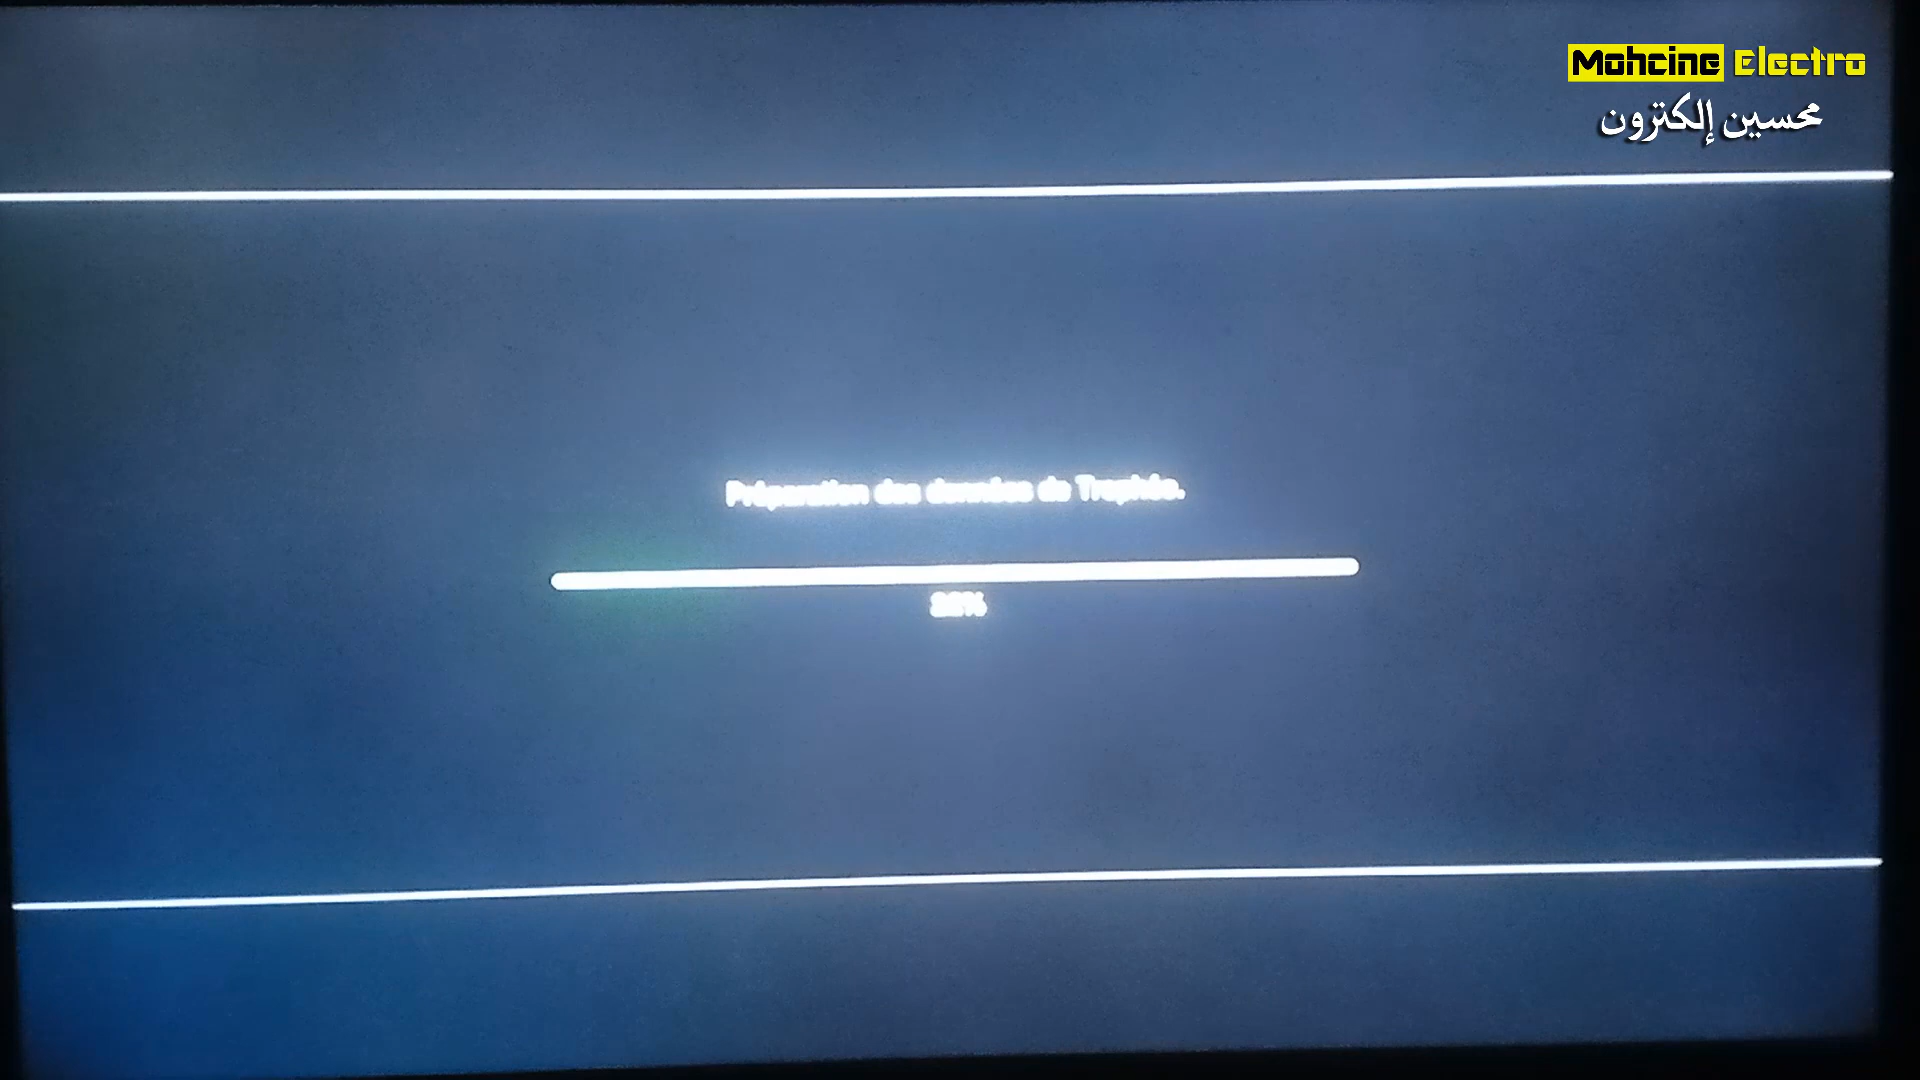 Mohcine Electro
محسين إلكترون
Préparation des données de Trophée.